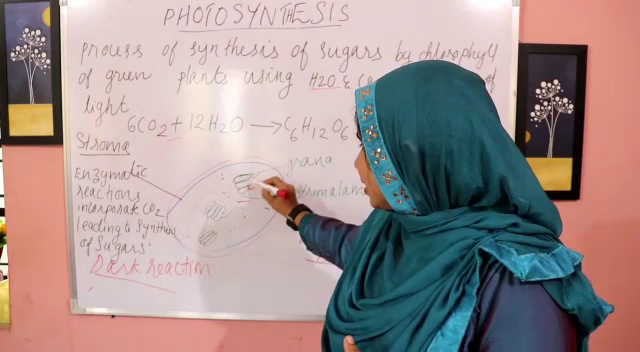 PHOTOSYNTHESIS
process of synthesis of sugars by chlorophyll
of green plants using H2O & of
light
6CO2 + 12H2O → C6H12O6
Stroma
Enzymatic
reactions
incorporate CO2
leading to Synthesis
of Sugars.
Dark reaction
grana